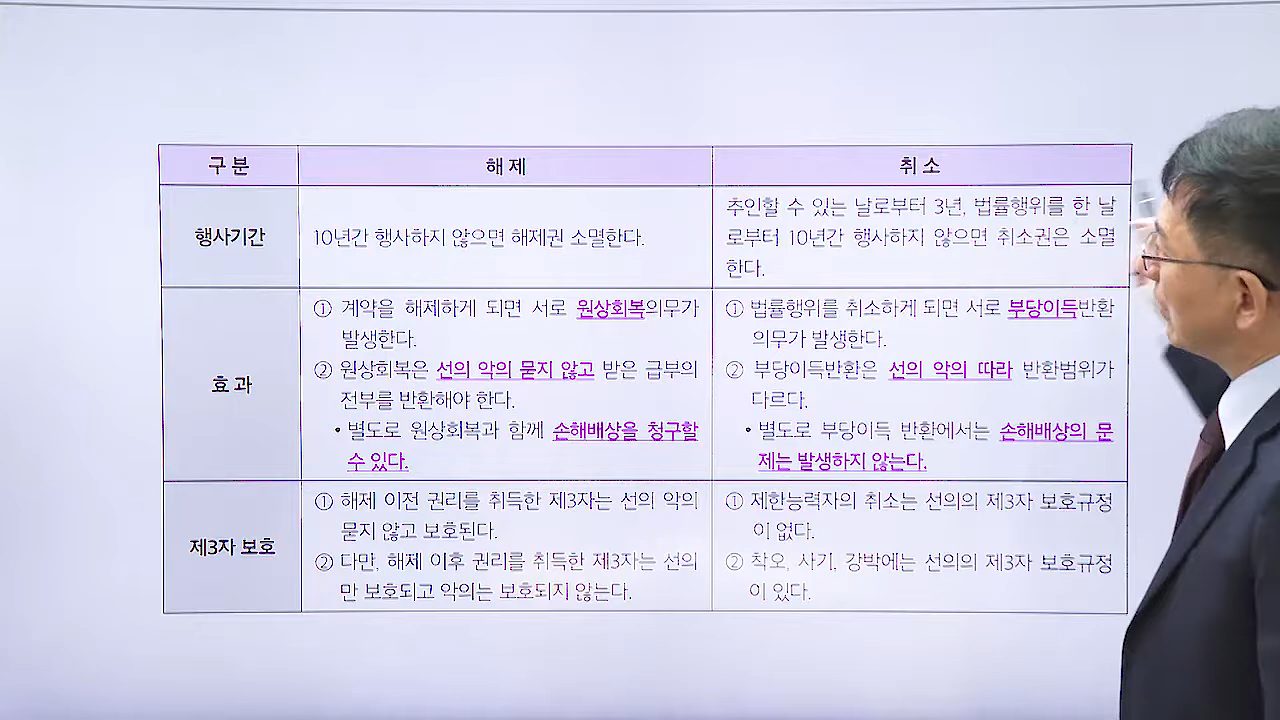 구 분
해 제
취 소
행사기간
10년간 행사하지 않으면 해제권 소멸한다.
추인할 수 있는 날로부터 3년, 법률행위를 한 날
로부터 10년간 행사하지 않으면 취소권은 소멸
한다.
효 과
① 계약을 해제하게 되면 서로 원상회복의무가
발생한다.
② 원상회복은 선의 악의 묻지 않고 받은 급부의
전부를 반환해야 한다.
• 별도로 원상회복과 함께 손해배상을 청구할
수 있다.
① 법률행위를 취소하게 되면 서로 부당이득반환
의무가 발생한다.
② 부당이득반환은 선의 악의 따라 반환범위가
다르다.
• 별도로 부당이득 반환에서는 손해배상의 문
제는 발생하지 않는다.
제3자 보호
① 해제 이전 권리를 취득한 제3자는 선의 악의
묻지 않고 보호된다.
② 다만, 해제 이후 권리를 취득한 제3자는 선의
만 보호되고 악의는 보호되지 않는다.
① 제한능력자의 취소는 선의의 제3자 보호규정
이 없다.
② 착오, 사기, 강박에는 선의의 제3자 보호규정
이 있다.